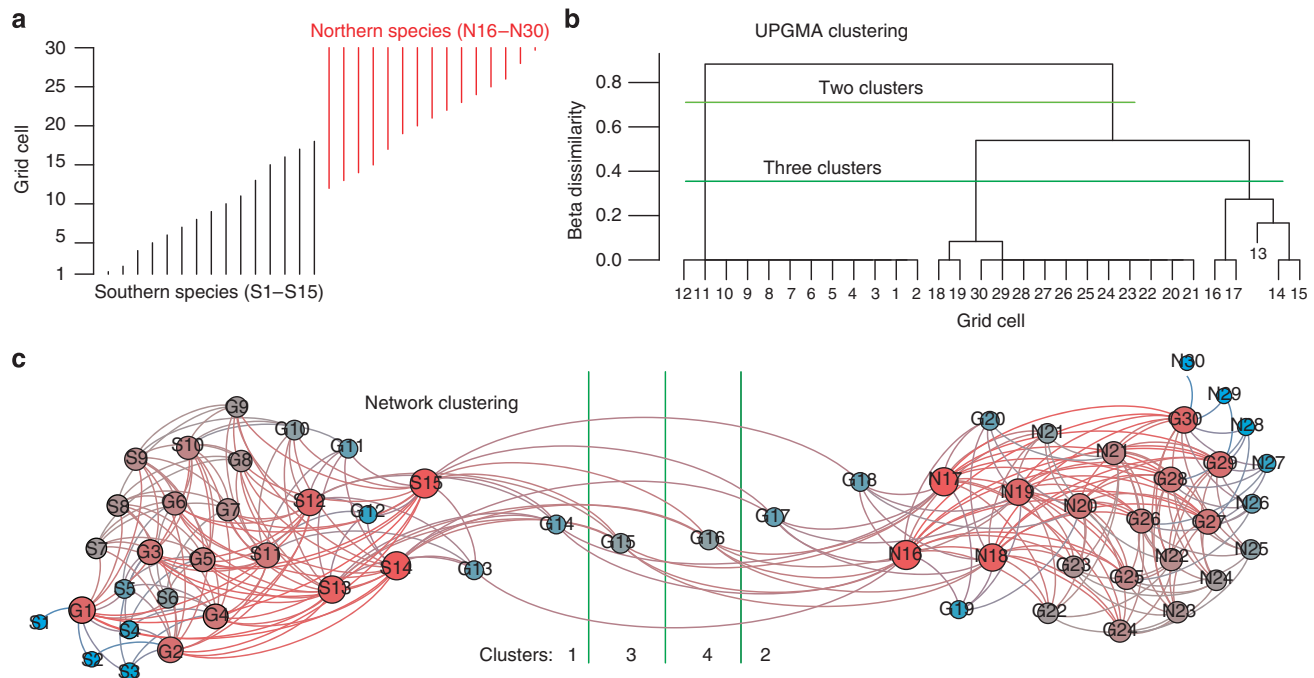 a
Northern species (N16–N30)
30
25
20
15
10
5
1
Grid cell
Southern species (S1–S15)
b
UPGMA clustering
Two clusters
Three clusters
0.8
0.6
0.4
0.2
0.0
Beta dissimilarity
13
12 11 10 9 8 7 6 5 4 3 1 2 18 19 30 29 28 27 26 25 24 23 22 20 21 16 17 14 15
Grid cell
c
Network clustering
G9
G10
G11
S10
S9
G8
S15
S12
G12
S8
G6
G7
S7
G3
G5
S11
S14
G13
S13
S5
S6
G1
S1
G4
S4
G2
S2
S3
G14
G15
G16
G17
G18
N30
N29
G30
N28
G20
N21
N21
G29
N27
N17
N19
G28
N20
G26
G27
N26
N16
N18
G23
N22
N25
G25
N24
G19
G22
N23
G24
Clusters: 1 3 4 2